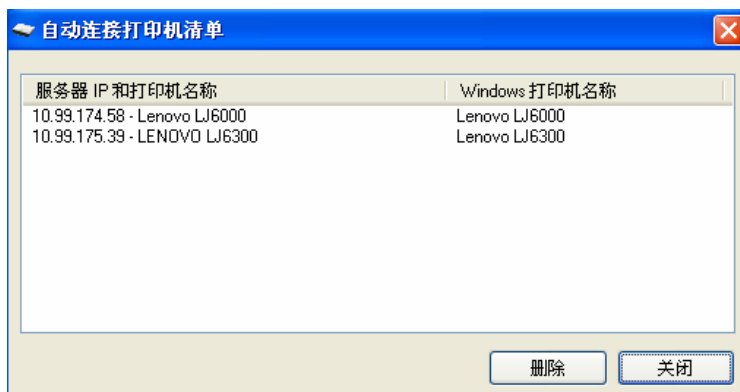 自动连接打印机清单
服务器 IP 和打印机名称 Windows 打印机名称
10.99.174.58 - Lenovo LJ6000 Lenovo LJ6000
10.99.175.39 - LENOVO LJ6300 Lenovo LJ6300
删除 关闭